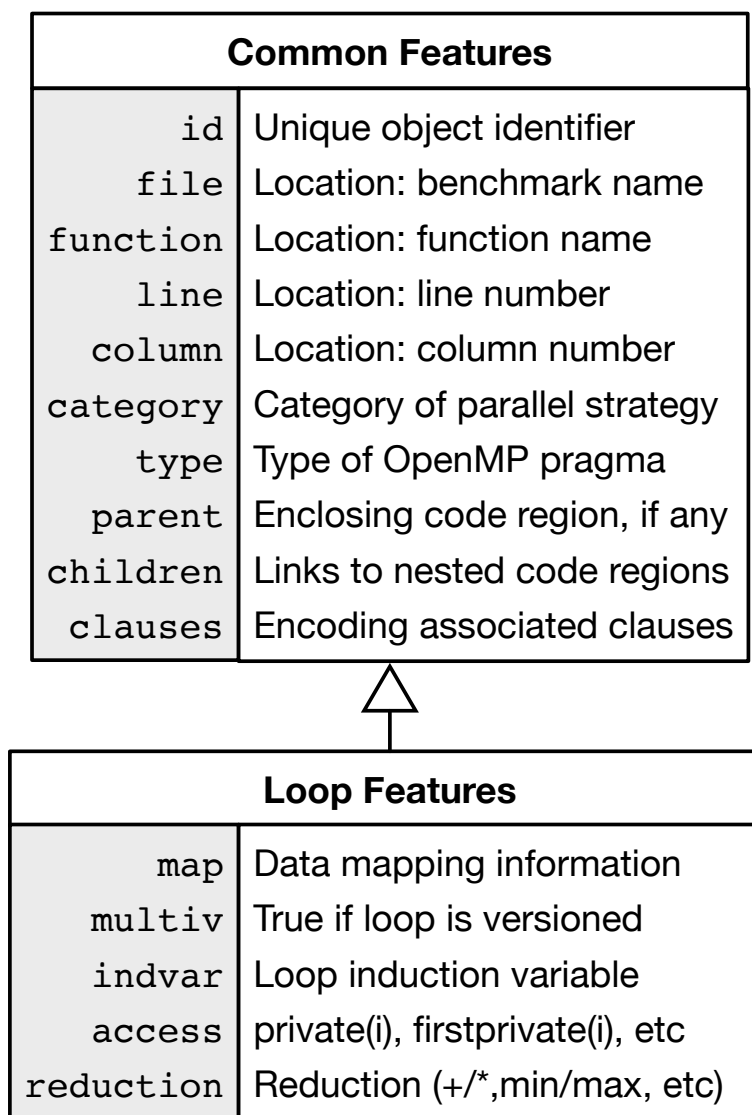 Common Features
id Unique object identifier
file Location: benchmark name
function Location: function name
line Location: line number
column Location: column number
category Category of parallel strategy
type Type of OpenMP pragma
parent Enclosing code region, if any
children Links to nested code regions
clauses Encoding associated clauses
Loop Features
map Data mapping information
multiv True if loop is versioned
indvar Loop induction variable
access private(i), firstprivate(i), etc
reduction Reduction (+/*,min/max, etc)